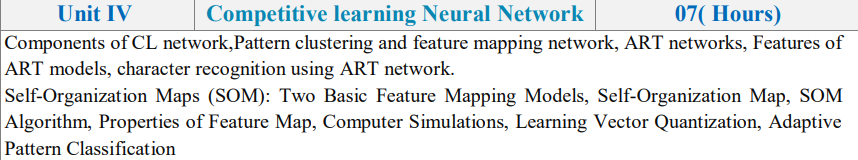 Unit IV Competitive learning Neural Network 07( Hours)
Components of CL network,Pattern clustering and feature mapping network, ART networks, Features of
ART models, character recognition using ART network.
Self-Organization Maps (SOM): Two Basic Feature Mapping Models, Self-Organization Map, SOM
Algorithm, Properties of Feature Map, Computer Simulations, Learning Vector Quantization, Adaptive
Pattern Classification